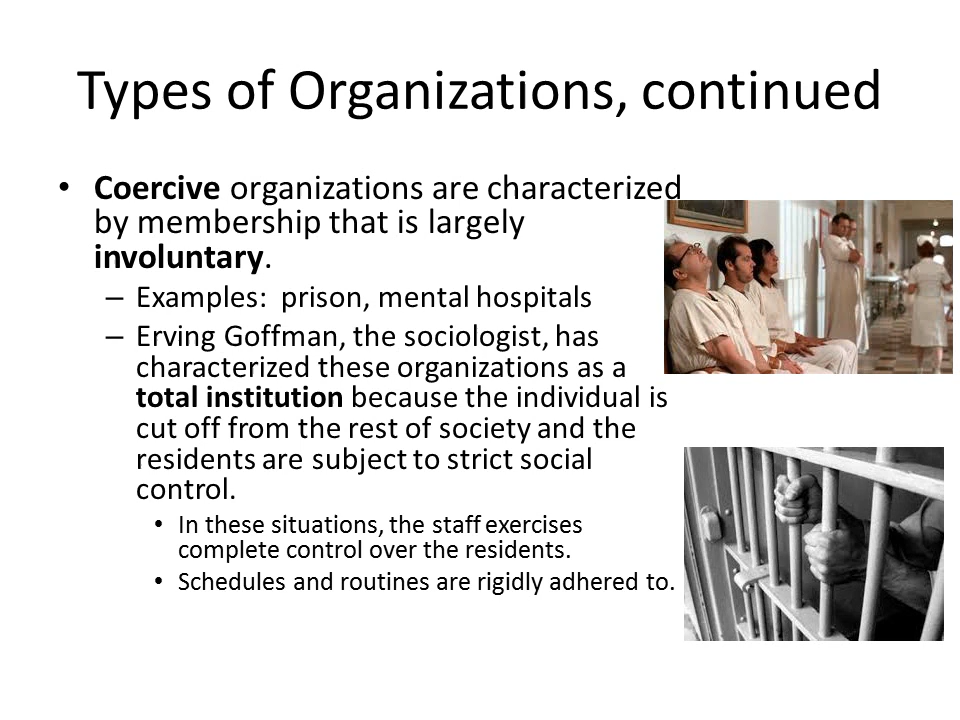 Types of Organizations, continued
• Coercive organizations are characterized
by membership that is largely
involuntary.
– Examples:  prison, mental hospitals
– Erving Goffman, the sociologist, has
characterized these organizations as a
total institution because the individual is
cut off from the rest of society and the
residents are subject to strict social
control.
• In these situations, the staff exercises
complete control over the residents.
• Schedules and routines are rigidly adhered to.